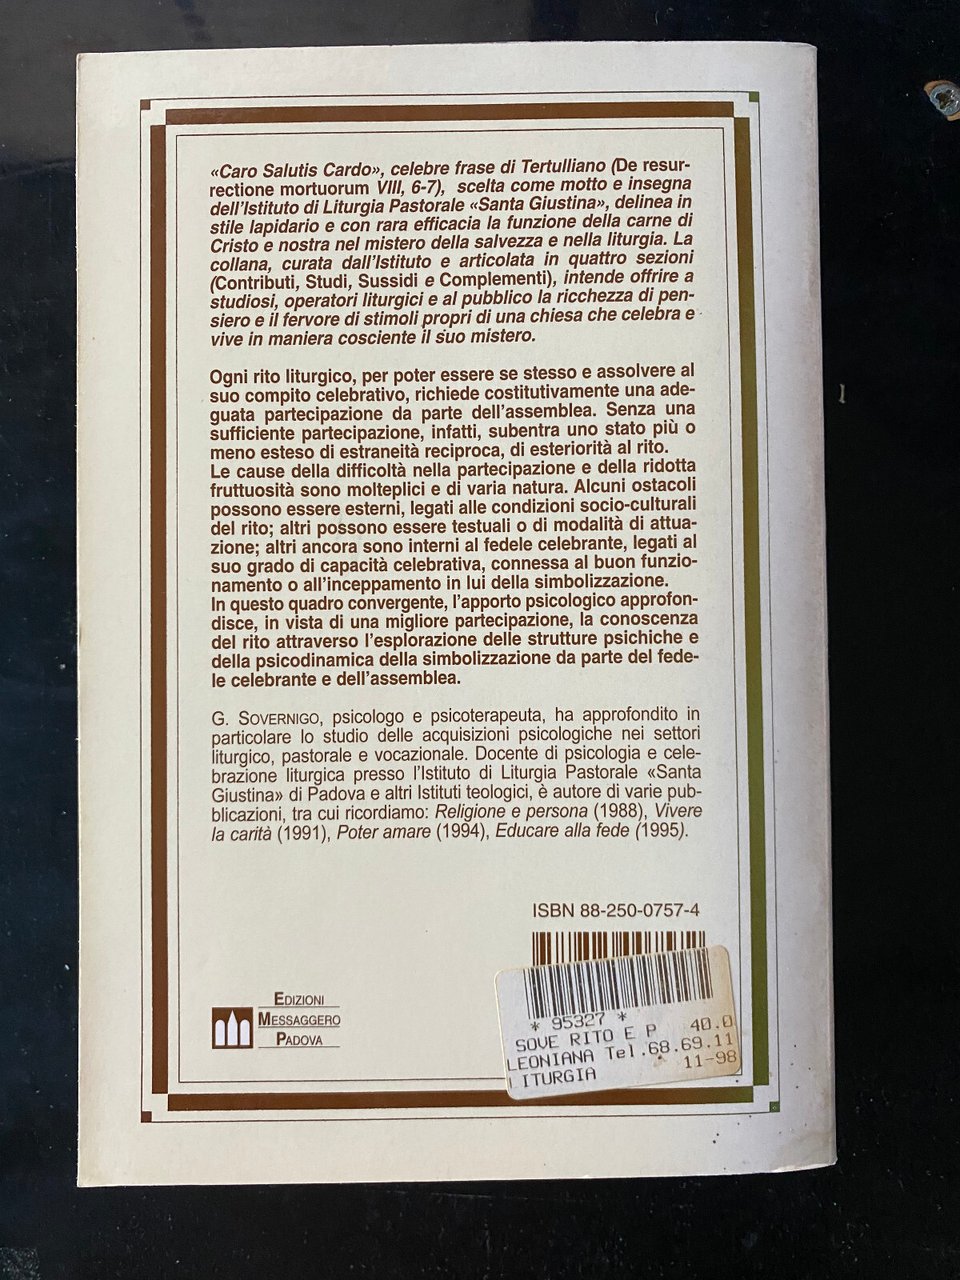 «Caro Salutis Cardo», celebre frase di Tertulliano (De resur-
rectione mortuorum VIII, 6-7), scelta come motto e insegna
dell'Istituto di Liturgia Pastorale «Santa Giustina», delinea in
stile lapidario e con rara efficacia la funzione della carne di
Cristo e nostra nel mistero della salvezza e nella liturgia. La
collana, curata dall'Istituto e articolata in quattro sezioni
(Contributi, Studi, Sussidi e Complementi), intende offrire a
studiosi, operatori liturgici e al pubblico la ricchezza di pen-
siero e il fervore di stimoli propri di una chiesa che celebra e
vive in maniera cosciente il suo mistero.
Ogni rito liturgico, per poter essere se stesso e assolvere al
suo compito celebrativo, richiede costitutivamente una ade-
guata partecipazione da parte dell'assemblea. Senza una
sufficiente partecipazione, infatti, subentra uno stato più o
meno esteso di estraneità reciproca, di esteriorità al rito.
Le cause della difficoltà nella partecipazione e della ridotta
fruttuosità sono molteplici e di varia natura. Alcuni ostacoli
possono essere esterni, legati alle condizioni socio-culturali
del rito; altri possono essere testuali o di modalità di attua-
zione; altri ancora sono interni al fedele celebrante, legati al
suo grado di capacità celebrativa, connessa al buon funzio-
namento o all'inceppamento in lui della simbolizzazione.
In questo quadro convergente, l'apporto psicologico approfon-
disce, in vista di una migliore partecipazione, la conoscenza
del rito attraverso l'esplorazione delle strutture psichiche e
della psicodinamica della simbolizzazione da parte del fede-
le celebrante e dell'assemblea.
G. SOVERNIGO, psicologo e psicoterapeuta, ha approfondito in
particolare lo studio delle acquisizioni psicologiche nei settori
liturgico, pastorale e vocazionale. Docente di psicologia e cele-
brazione liturgica presso l'Istituto di Liturgia Pastorale «Santa
Giustina» di Padova e altri Istituti teologici, è autore di varie pub-
blicazioni, tra cui ricordiamo: Religione e persona (1988), Vivere
la carità (1991), Poter amare (1994), Educare alla fede (1995).
ISBN 88-250-0757-4
EDIZIONI
MESSAGGERO
PADOVA
* 95327 *
SOVE RITO E P 40.0
LEONIANA Tel.68.69.11
LITURGIA 11-98